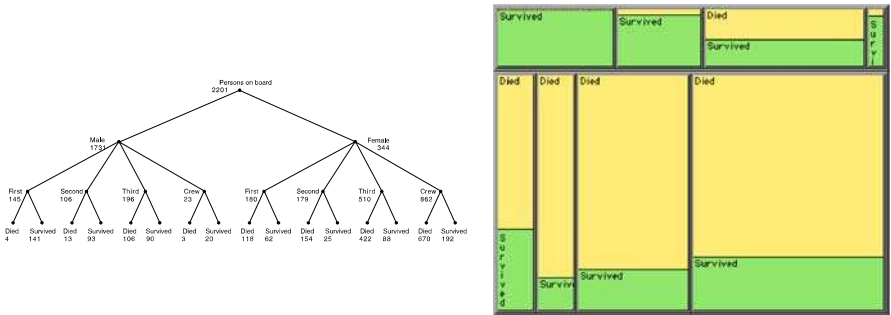 Persons on board
2201
Male
1731
Female
344
First
145
Second
106
Third
196
Crew
23
First
180
Second
179
Third
510
Crew
862
Died
4
Survived
141
Died
13
Survived
93
Died
106
Survived
90
Died
3
Survived
20
Died
118
Survived
62
Died
154
Survived
25
Died
422
Survived
88
Died
670
Survived
192
Survived
Survived
Died
Survived
Survi
Died
Died
Died
Died
Survived
Surviv
Survived
Survived